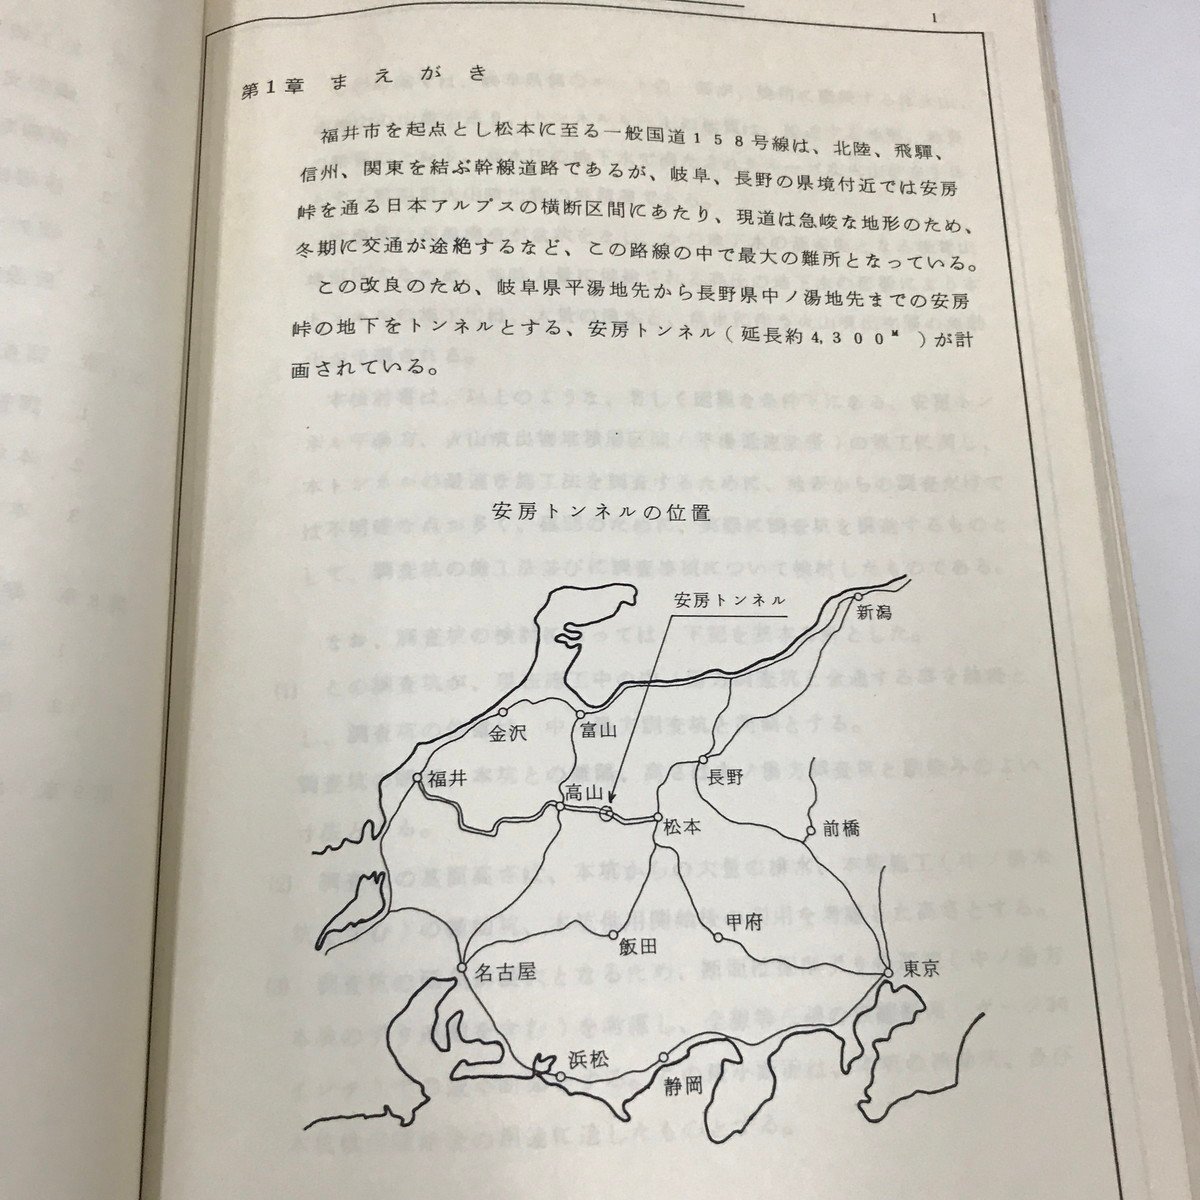 1
第1章 まえがき
福井市を起点とし松本に至る一般国道158号線は、北陸、飛驒、
信州、関東を結ぶ幹線道路であるが、岐阜、長野の県境付近では安房
峠を通る日本アルプスの横断区間にあたり、現道は急峻な地形のため、
冬期に交通が途絶するなど、この路線の中で最大の難所となっている。
この改良のため、岐阜県平湯地先から長野県中ノ湯地先までの安房
峠の地下をトンネルとする、安房トンネル(延長約4,300M)が計
画されている。
安房トンネルの位置
安房トンネル
新潟
金沢
富山
福井
長野
高山
松本
前橋
甲府
飯田
名古屋
東京
浜松
静岡